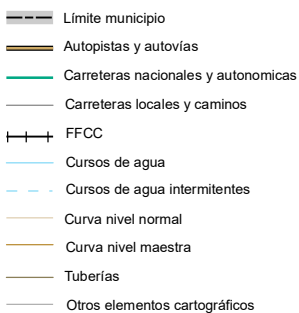 Límite municipio
Autopistas y autovías
Carreteras nacionales y autonomicas
Carreteras locales y caminos
FFCC
Cursos de agua
Cursos de agua intermitentes
Curva nivel normal
Curva nivel maestra
Tuberías
Otros elementos cartográficos